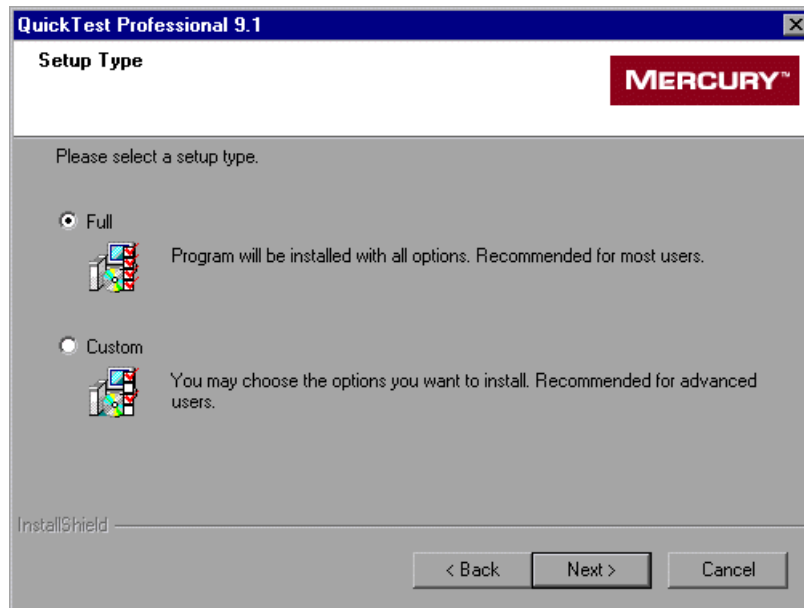 QuickTest Professional 9.1
Setup Type
MERCURY™
Please select a setup type.
Full
Program will be installed with all options. Recommended for most users.
Custom
You may choose the options you want to install. Recommended for advanced
users.
InstallShield
< Back
Next >
Cancel